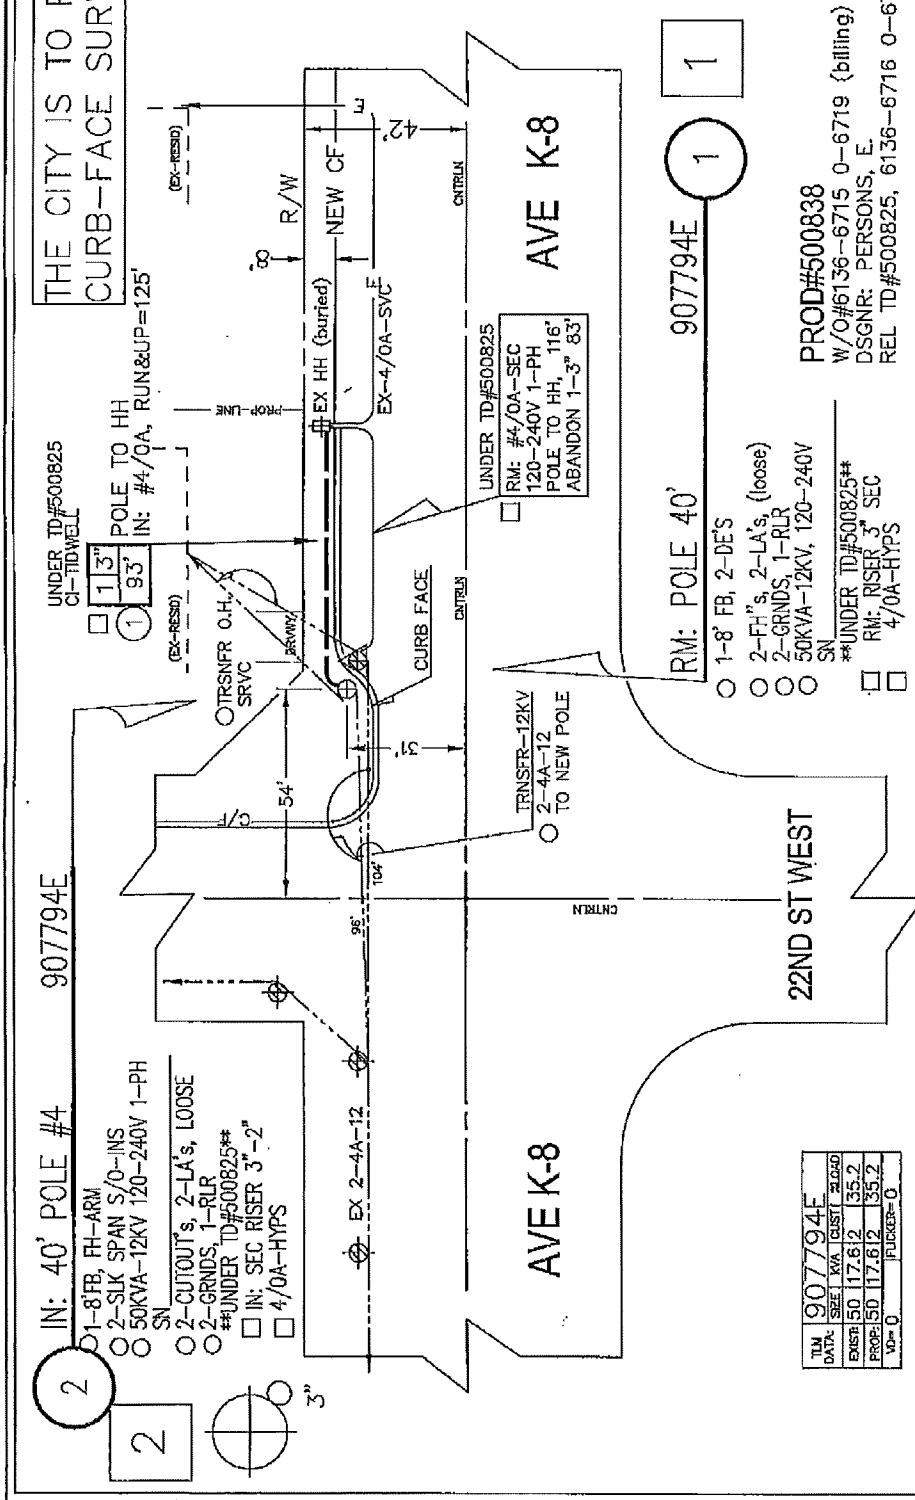 THE CITY IS TO
CURB-FACE SUR
IN: 40' POLE #4 907794E
2
1-8'FB, FH-ARM
2-SLK SPAN S/O-INS
50KVA-12KV 120-240V 1-PH
SN
2-CUTOUT's, 2-LA's, LOOSE
2-GRNDS, 1-RLR
**UNDER TD#500825**
IN: SEC RISER 3"-2"
4/0A-HYPS
2
3"
UNDER TD#500825
CI-TIDWELL
1 3"
93'
1
POLE TO HH
IN: #4/0A, RUN&UP=125'
(EX-RESID)
(EX-RESID)
TRSNFR O.H.
SRVC
DRVWY
PROP-LINE
R/W
8'
NEW CF
42'
E
E
F
EX HH (buried)
EX-4/0A-SVC
54'
C/F
31'
CURB FACE
CNTRLN
CNTRLN
CNTRLN
96'
104'
EX 2-4A-12
AVE K-8
AVE K-8
22ND ST WEST
TRNSFR-12KV
2-4A-12
TO NEW POLE
UNDER TD#500825
RM: #4/0A-SEC
120-240V 1-PH
POLE TO HH, 116'
ABANDON 1-3" 83'
RM: POLE 40' 907794E
1
1
1-8' FB, 2-DE'S
2-FH"s, 2-LA's, (loose)
2-GRNDS, 1-RLR
50KVA-12KV, 120-240V
SN
**UNDER TD#500825**
RM: RISER 3" SEC
4/0A-HYPS
PROD#500838
W/O#6136-6715 0-6719 (billing)
DSGNR: PERSONS, E.
REL TD#500825, 6136-6716 0-6
TLM DATA: 907794E
SIZE KVA CUST %LOAD
EXIST: 50 17.6 2 35.2
PROP: 50 17.6 2 35.2
VD= 0 FLICKER= 0